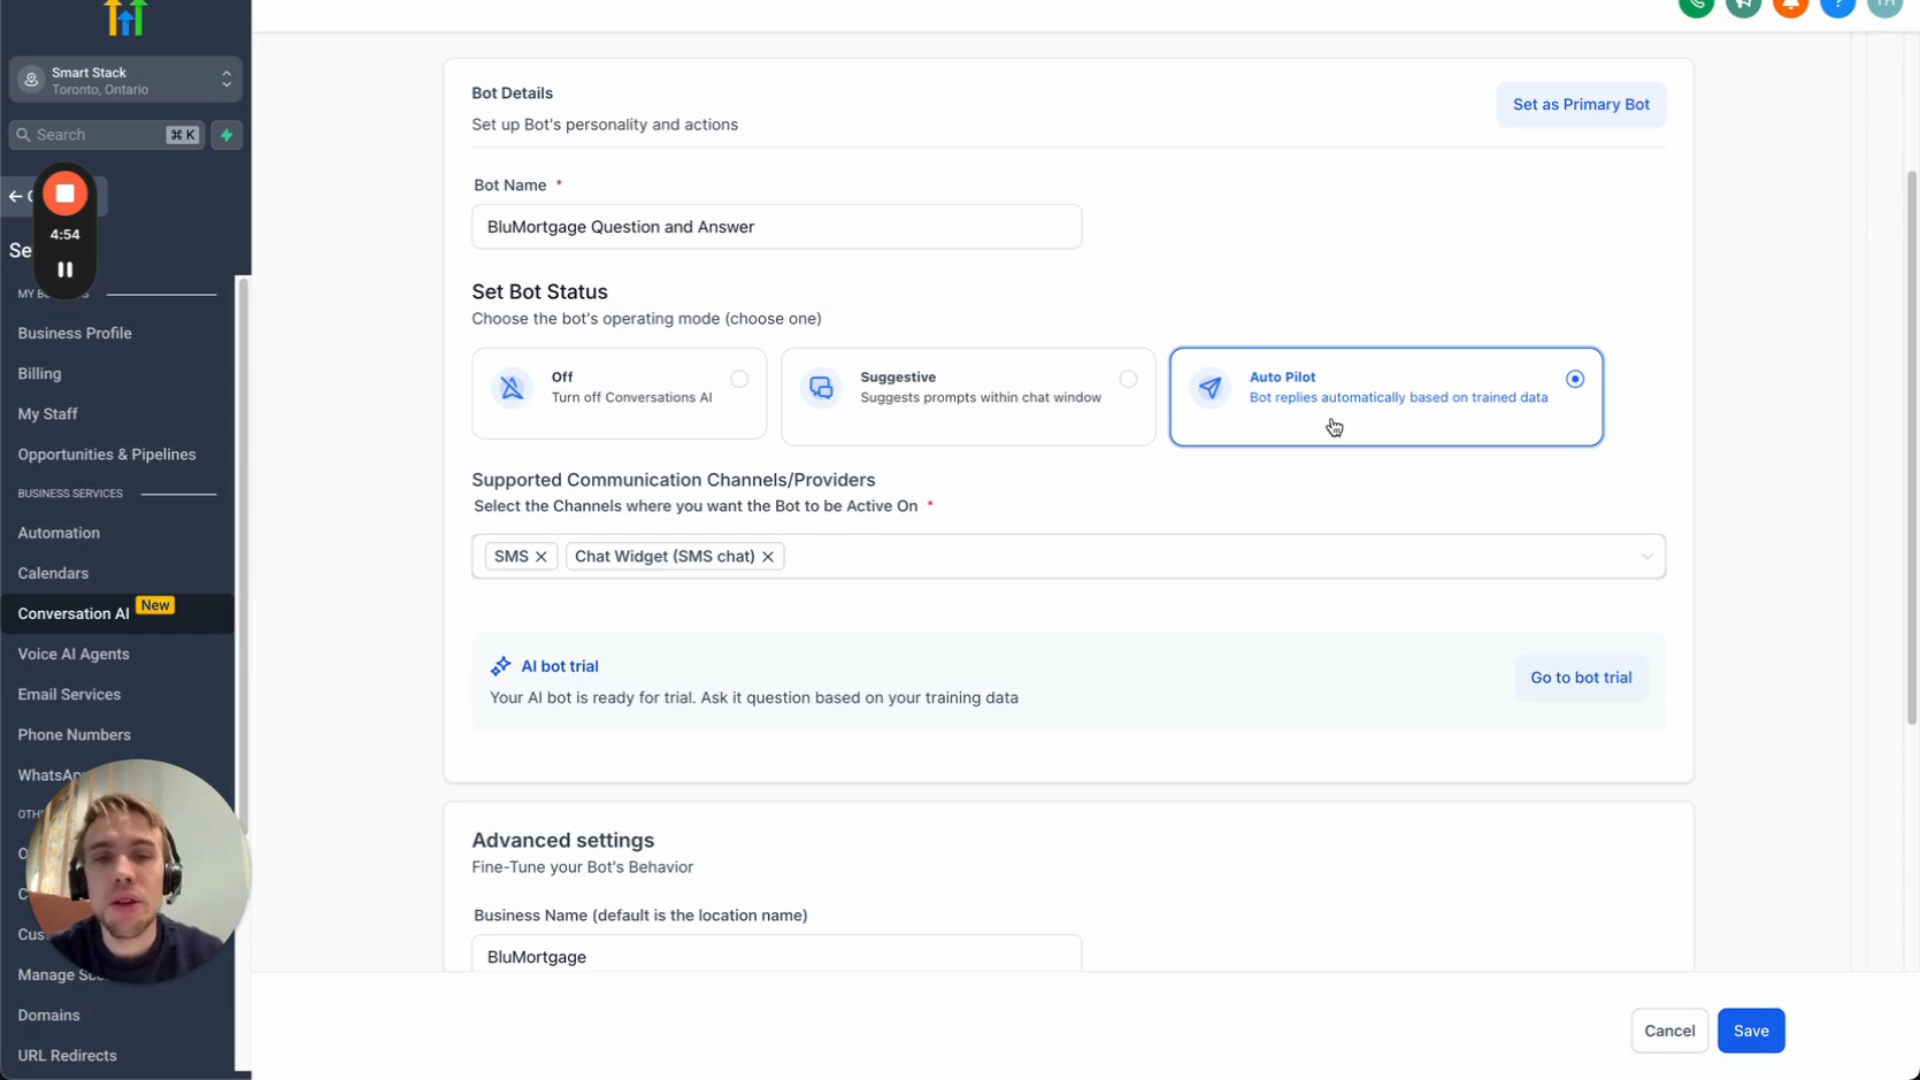 Smart Stack
Toronto, Ontario
Search
⌘ K
4:54
Business Profile
Billing
My Staff
Opportunities & Pipelines
BUSINESS SERVICES
Automation
Calendars
Conversation AI
New
Voice AI Agents
Email Services
Phone Numbers
Domains
URL Redirects
Bot Details
Set as Primary Bot
Set up Bot's personality and actions
Bot Name *
BluMortgage Question and Answer
Set Bot Status
Choose the bot's operating mode (choose one)
Off
Turn off Conversations AI
Suggestive
Suggests prompts within chat window
Auto Pilot
Bot replies automatically based on trained data
Supported Communication Channels/Providers
Select the Channels where you want the Bot to be Active On *
SMS
Chat Widget (SMS chat)
AI bot trial
Your AI bot is ready for trial. Ask it question based on your training data
Go to bot trial
Advanced settings
Fine-Tune your Bot's Behavior
Business Name (default is the location name)
BluMortgage
Cancel
Save
Manage